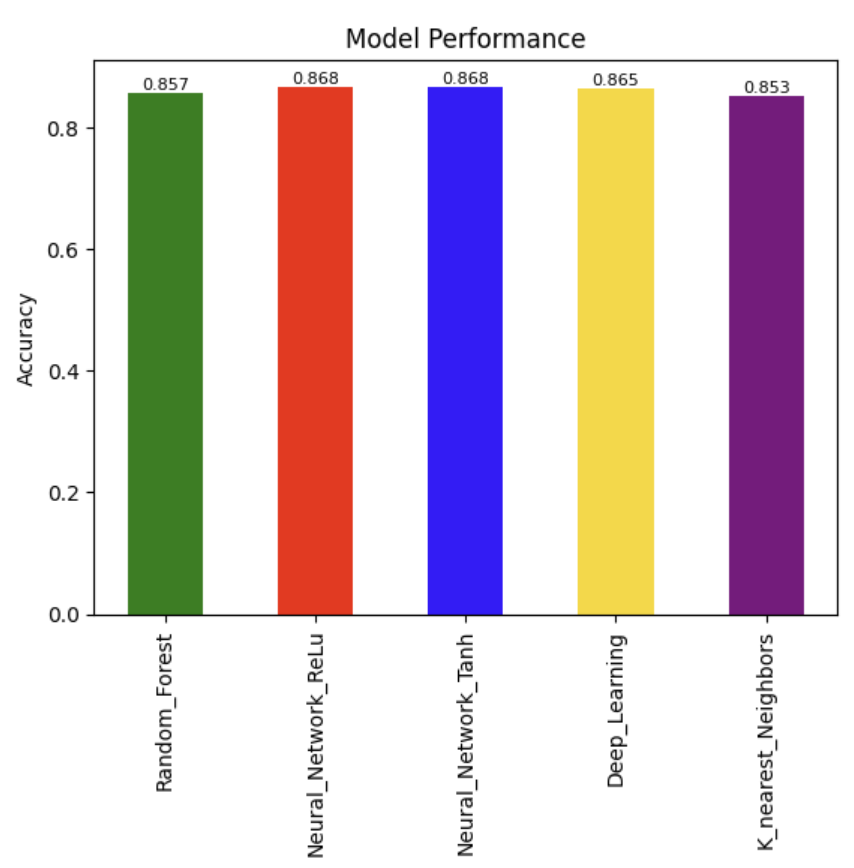 Model Performance
0.857
0.868
0.868
0.865
0.853
0.8
0.6
0.4
0.2
0.0
Accuracy
Random_Forest
Neural_Network_ReLu
Neural_Network_Tanh
Deep_Learning
K_nearest_Neighbors